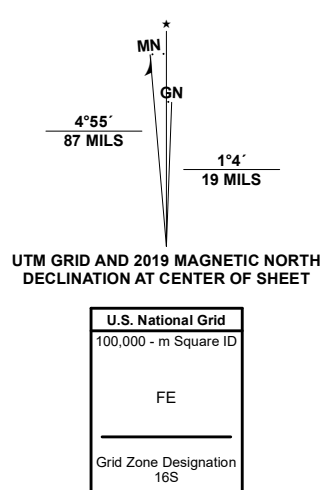 MN
GN
4°55´
87 MILS
1°4´
19 MILS
UTM GRID AND 2019 MAGNETIC NORTH
DECLINATION AT CENTER OF SHEET
U.S. National Grid
100,000 - m Square ID
FE
Grid Zone Designation
16S